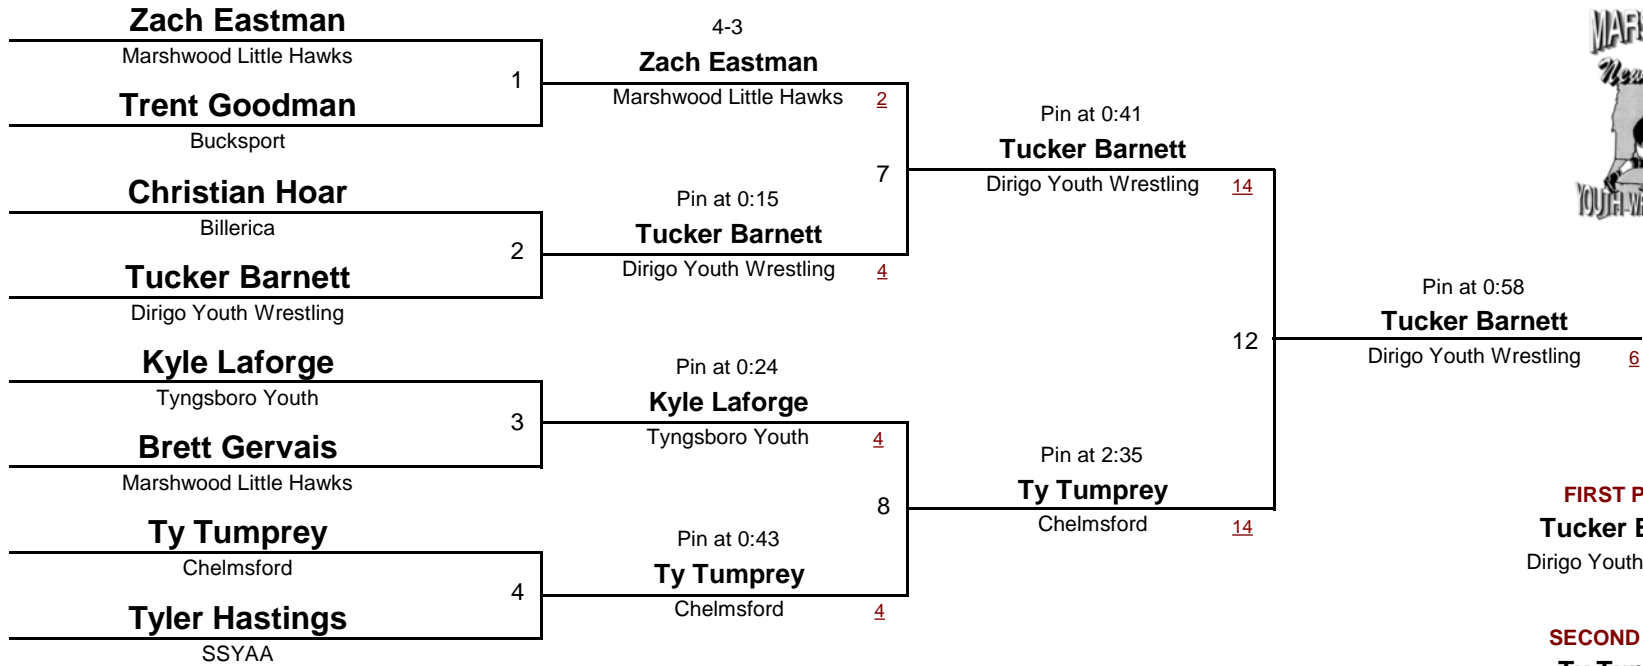 Zach Eastman
Marshwood Little Hawks
1
Trent Goodman
Bucksport
Christian Hoar
Billerica
2
Tucker Barnett
Dirigo Youth Wrestling
Kyle Laforge
Tyngsboro Youth
3
Brett Gervais
Marshwood Little Hawks
Ty Tumprey
Chelmsford
4
Tyler Hastings
SSYAA
4-3
Zach Eastman
Marshwood Little Hawks 2
7
Pin at 0:15
Tucker Barnett
Dirigo Youth Wrestling 4
Pin at 0:24
Kyle Laforge
Tyngsboro Youth 4
8
Pin at 0:43
Ty Tumprey
Chelmsford 4
Pin at 0:41
Tucker Barnett
Dirigo Youth Wrestling 14
12
Pin at 2:35
Ty Tumprey
Chelmsford 14
Pin at 0:58
Tucker Barnett
Dirigo Youth Wrestling 6
FIRST P
Tucker B
Dirigo Youth
SECOND
YOUTH